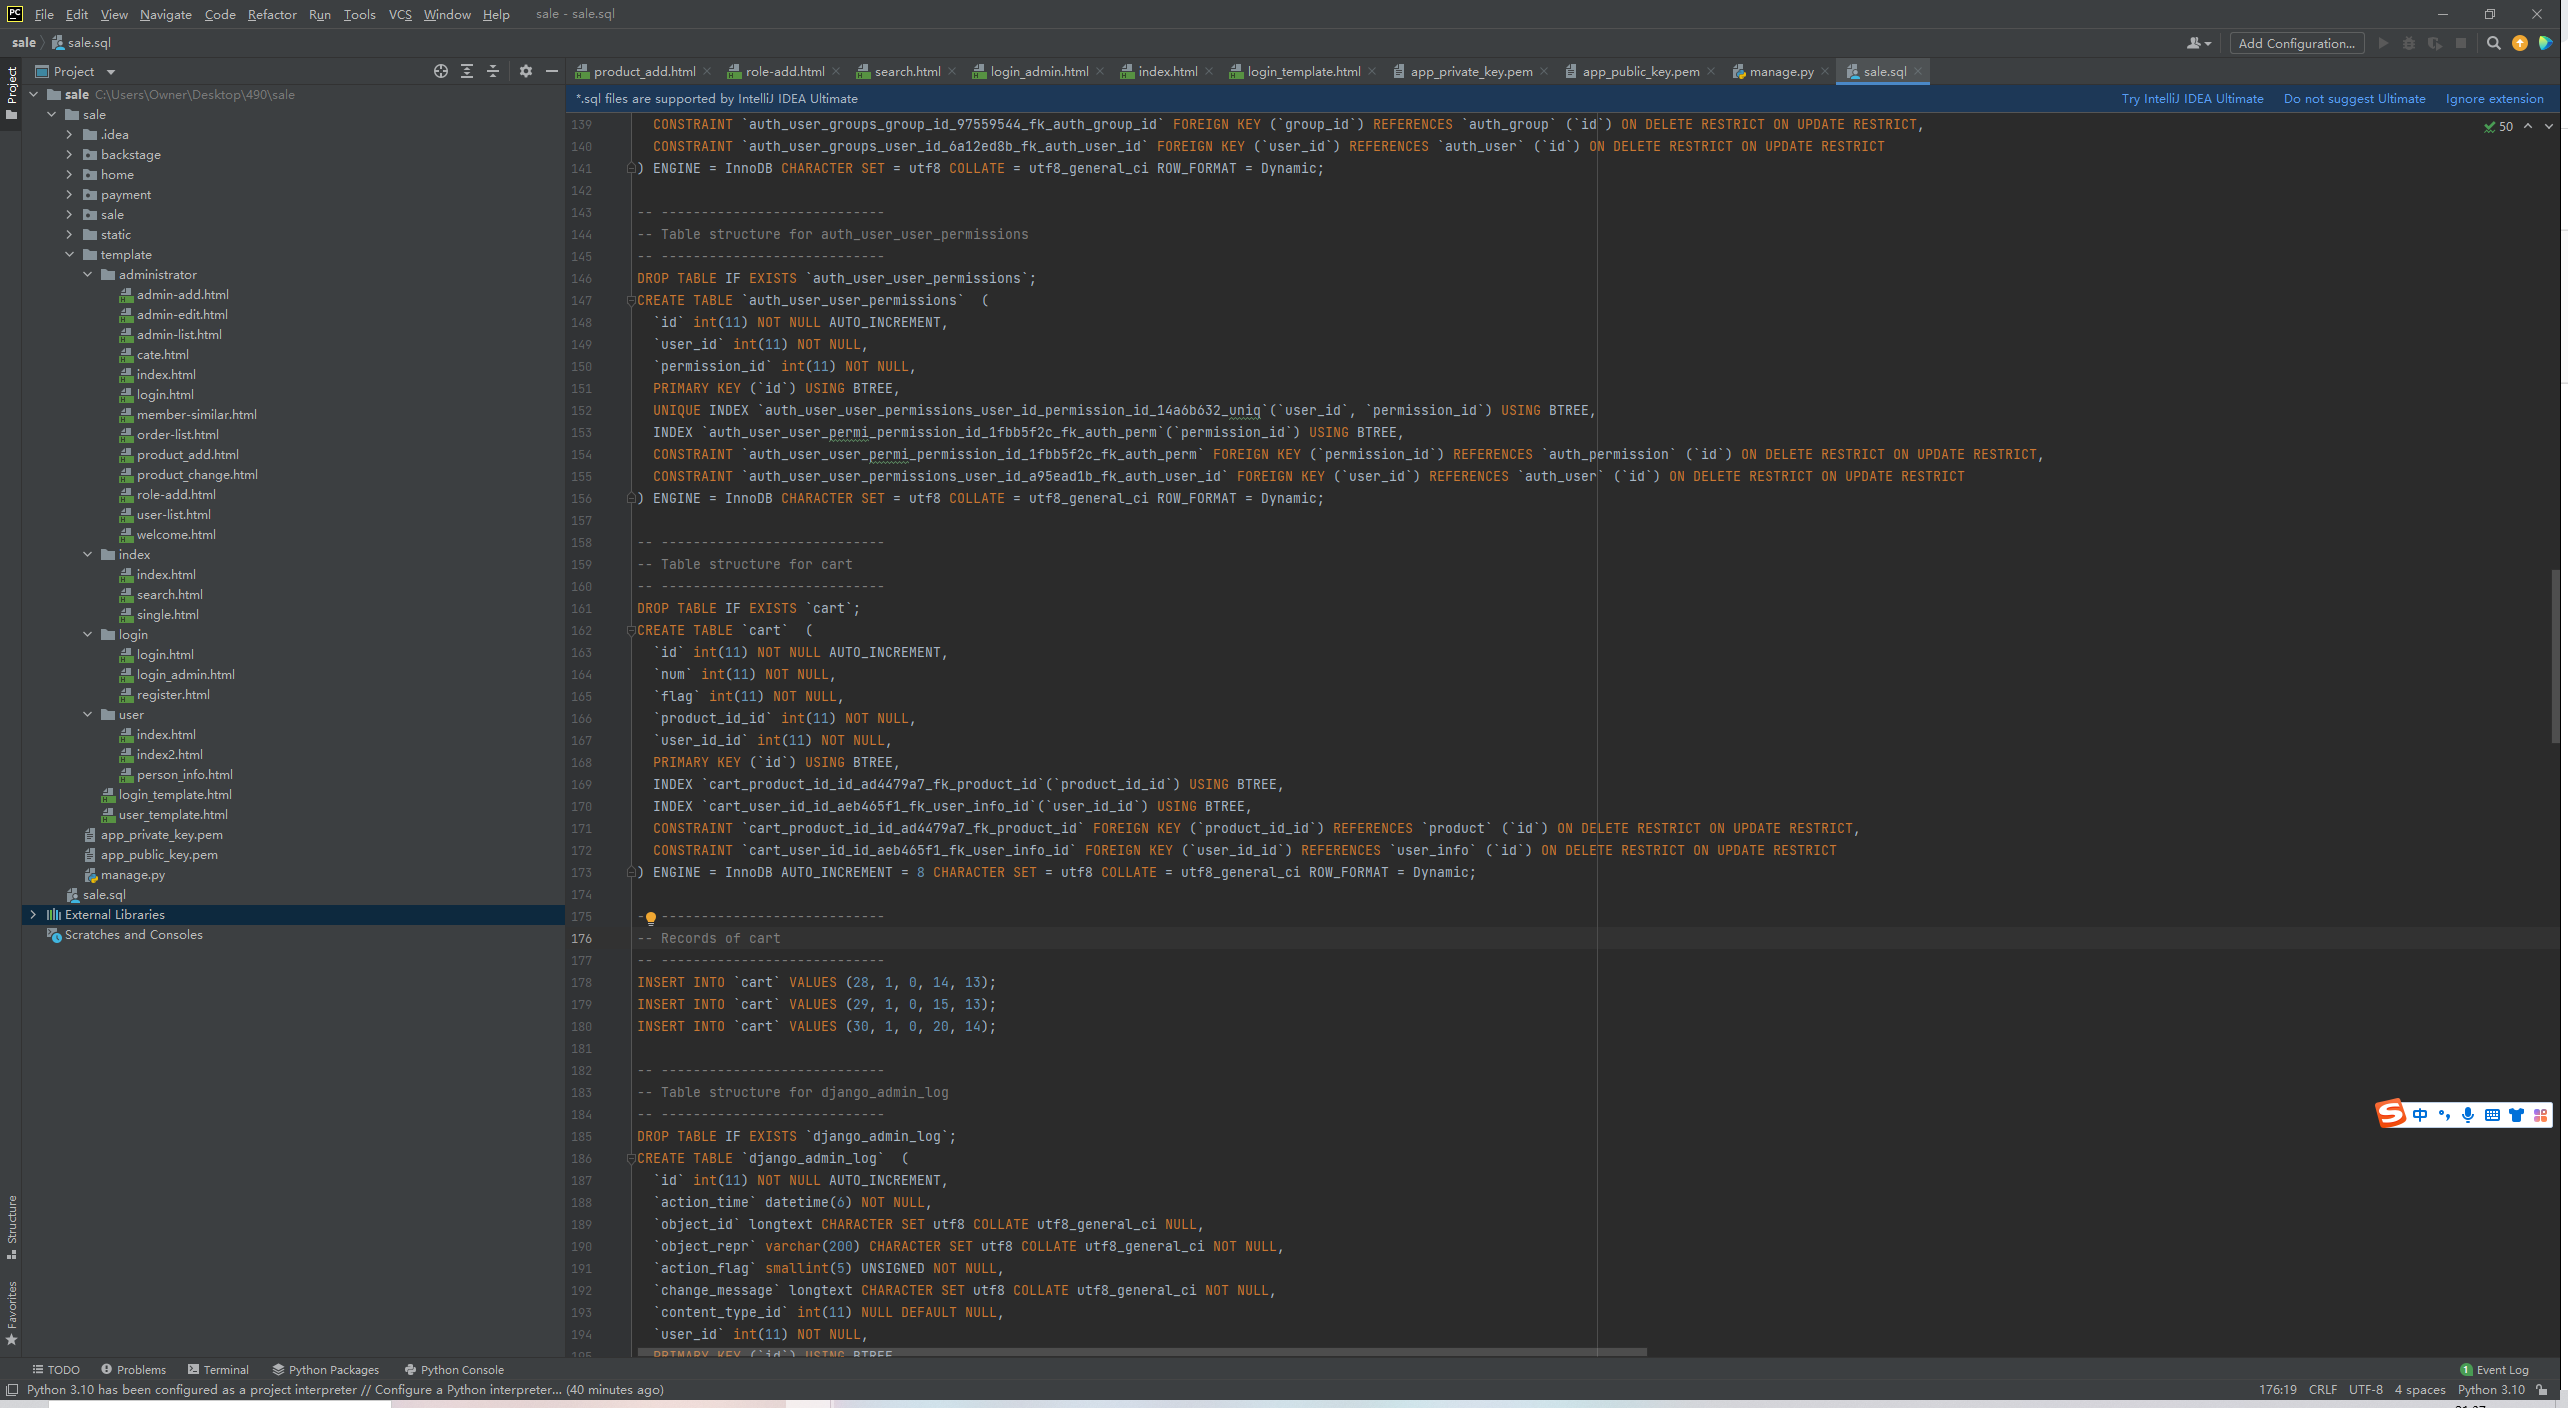 File Edit View Navigate Code Refactor Run Tools VCS Window Help sale - sale.sql
sale sale.sql Add Configuration...
Project
product_add.html role-add.html search.html login_admin.html index.html login_template.html app_private_key.pem app_public_key.pem manage.py sale.sql
*.sql files are supported by IntelliJ IDEA Ultimate Try IntelliJ IDEA Ultimate Do not suggest Ultimate Ignore extension
Project
Structure
Favorites
sale C:\Users\Owner\Desktop\490\sale
sale
.idea
backstage
home
payment
sale
static
template
administrator
admin-add.html
admin-edit.html
admin-list.html
cate.html
index.html
login.html
member-similar.html
order-list.html
product_add.html
product_change.html
role-add.html
user-list.html
welcome.html
index
index.html
search.html
single.html
login
login.html
login_admin.html
register.html
user
index.html
index2.html
person_info.html
login_template.html
user_template.html
app_private_key.pem
app_public_key.pem
manage.py
sale.sql
External Libraries
Scratches and Consoles
50
139 CONSTRAINT `auth_user_groups_group_id_97559544_fk_auth_group_id` FOREIGN KEY (`group_id`) REFERENCES `auth_group` (`id`) ON DELETE RESTRICT ON UPDATE RESTRICT,
140 CONSTRAINT `auth_user_groups_user_id_6a12ed8b_fk_auth_user_id` FOREIGN KEY (`user_id`) REFERENCES `auth_user` (`id`) ON DELETE RESTRICT ON UPDATE RESTRICT
141 ) ENGINE = InnoDB CHARACTER SET = utf8 COLLATE = utf8_general_ci ROW_FORMAT = Dynamic;
142
143 -- ----------------------------
144 -- Table structure for auth_user_user_permissions
145 -- ----------------------------
146 DROP TABLE IF EXISTS `auth_user_user_permissions`;
147 CREATE TABLE `auth_user_user_permissions`  (
148 `id` int(11) NOT NULL AUTO_INCREMENT,
149 `user_id` int(11) NOT NULL,
150 `permission_id` int(11) NOT NULL,
151 PRIMARY KEY (`id`) USING BTREE,
152 UNIQUE INDEX `auth_user_user_permissions_user_id_permission_id_14a6b632_uniq`(`user_id`, `permission_id`) USING BTREE,
153 INDEX `auth_user_user_permi_permission_id_1fbb5f2c_fk_auth_perm`(`permission_id`) USING BTREE,
154 CONSTRAINT `auth_user_user_permi_permission_id_1fbb5f2c_fk_auth_perm` FOREIGN KEY (`permission_id`) REFERENCES `auth_permission` (`id`) ON DELETE RESTRICT ON UPDATE RESTRICT,
155 CONSTRAINT `auth_user_user_permissions_user_id_a95ead1b_fk_auth_user_id` FOREIGN KEY (`user_id`) REFERENCES `auth_user` (`id`) ON DELETE RESTRICT ON UPDATE RESTRICT
156 ) ENGINE = InnoDB CHARACTER SET = utf8 COLLATE = utf8_general_ci ROW_FORMAT = Dynamic;
157
158 -- ----------------------------
159 -- Table structure for cart
160 -- ----------------------------
161 DROP TABLE IF EXISTS `cart`;
162 CREATE TABLE `cart`  (
163 `id` int(11) NOT NULL AUTO_INCREMENT,
164 `num` int(11) NOT NULL,
165 `flag` int(11) NOT NULL,
166 `product_id_id` int(11) NOT NULL,
167 `user_id_id` int(11) NOT NULL,
168 PRIMARY KEY (`id`) USING BTREE,
169 INDEX `cart_product_id_id_ad4479a7_fk_product_id`(`product_id_id`) USING BTREE,
170 INDEX `cart_user_id_id_aeb465f1_fk_user_info_id`(`user_id_id`) USING BTREE,
171 CONSTRAINT `cart_product_id_id_ad4479a7_fk_product_id` FOREIGN KEY (`product_id_id`) REFERENCES `product` (`id`) ON DELETE RESTRICT ON UPDATE RESTRICT,
172 CONSTRAINT `cart_user_id_id_aeb465f1_fk_user_info_id` FOREIGN KEY (`user_id_id`) REFERENCES `user_info` (`id`) ON DELETE RESTRICT ON UPDATE RESTRICT
173 ) ENGINE = InnoDB AUTO_INCREMENT = 8 CHARACTER SET = utf8 COLLATE = utf8_general_ci ROW_FORMAT = Dynamic;
174
175 - ----------------------------
176 -- Records of cart
177 -- ----------------------------
178 INSERT INTO `cart` VALUES (28, 1, 0, 14, 13);
179 INSERT INTO `cart` VALUES (29, 1, 0, 15, 13);
180 INSERT INTO `cart` VALUES (30, 1, 0, 20, 14);
181
182 -- ----------------------------
183 -- Table structure for django_admin_log
184 -- ----------------------------
185 DROP TABLE IF EXISTS `django_admin_log`;
186 CREATE TABLE `django_admin_log`  (
187 `id` int(11) NOT NULL AUTO_INCREMENT,
188 `action_time` datetime(6) NOT NULL,
189 `object_id` longtext CHARACTER SET utf8 COLLATE utf8_general_ci NULL,
190 `object_repr` varchar(200) CHARACTER SET utf8 COLLATE utf8_general_ci NOT NULL,
191 `action_flag` smallint(5) UNSIGNED NOT NULL,
192 `change_message` longtext CHARACTER SET utf8 COLLATE utf8_general_ci NOT NULL,
193 `content_type_id` int(11) NULL DEFAULT NULL,
194 `user_id` int(11) NOT NULL,
195 PRIMARY KEY (`id`) USING BTREE
中
TODO Problems Terminal Python Packages Python Console 1 Event Log
Python 3.10 has been configured as a project interpreter // Configure a Python interpreter... (40 minutes ago) 176:19 CRLF UTF-8 4 spaces Python 3.10